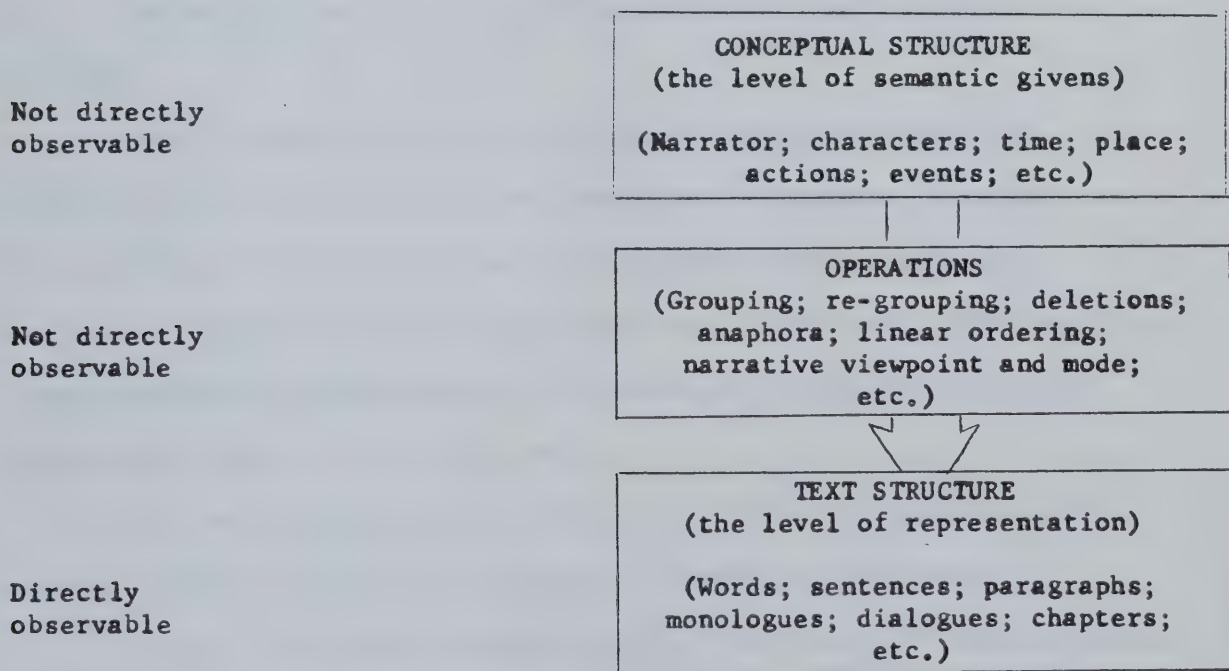 CONCEPTUAL STRUCTURE
(the level of semantic givens)
Not directly
observable
(Narrator; characters; time; place;
actions; events; etc.)
OPERATIONS
(Grouping; re-grouping; deletions;
anaphora; linear ordering;
narrative viewpoint and mode;
etc.)
Not directly
observable
TEXT STRUCTURE
(the level of representation)
(Words; sentences; paragraphs;
monologues; dialogues; chapters;
etc.)
Directly
observable